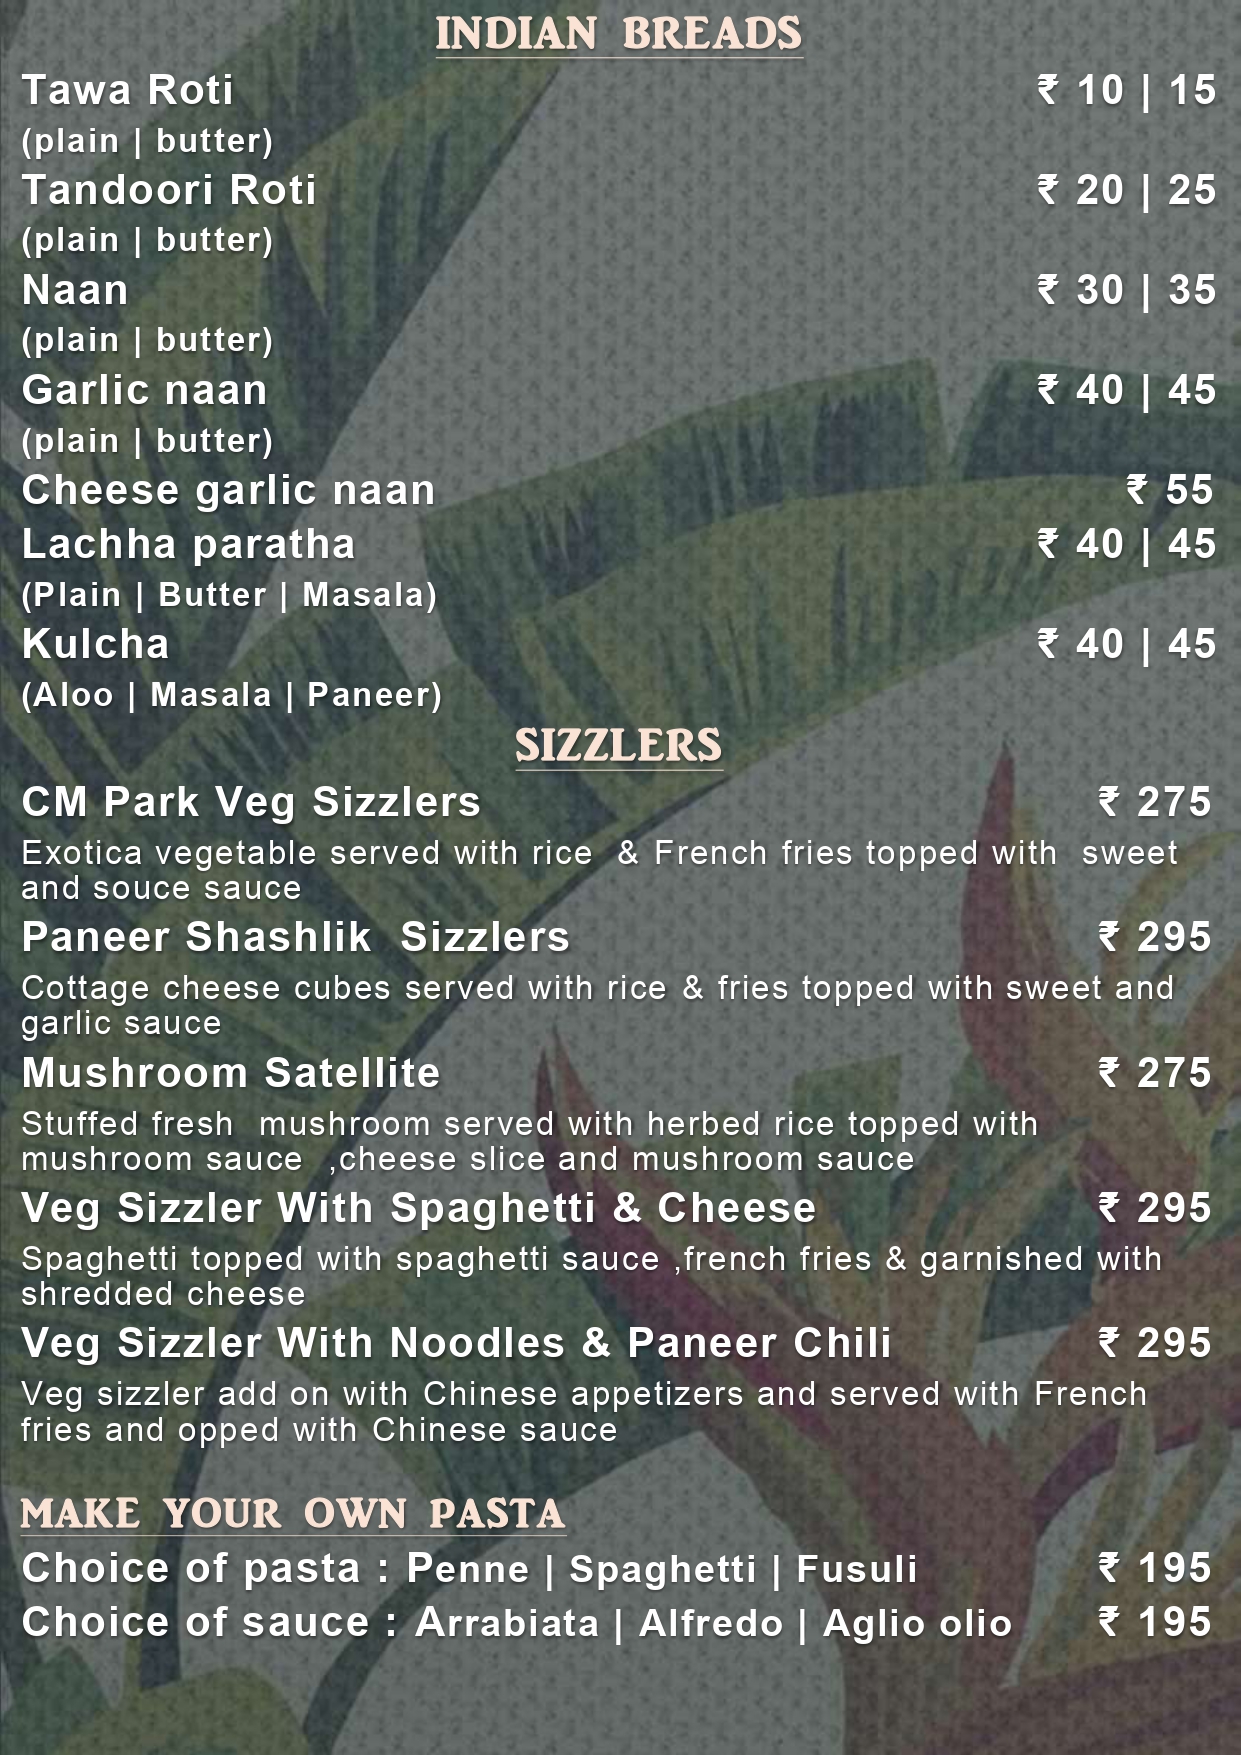 INDIAN BREADS
Tawa Roti ₹ 10 | 15
(plain | butter)
Tandoori Roti ₹ 20 | 25
(plain | butter)
Naan ₹ 30 | 35
(plain | butter)
Garlic naan ₹ 40 | 45
(plain | butter)
Cheese garlic naan ₹ 55
Lachha paratha ₹ 40 | 45
(Plain | Butter | Masala)
Kulcha ₹ 40 | 45
(Aloo | Masala | Paneer)
SIZZLERS
CM Park Veg Sizzlers ₹ 275
Exotica vegetable served with rice & French fries topped with sweet
and souce sauce
Paneer Shashlik Sizzlers ₹ 295
Cottage cheese cubes served with rice & fries topped with sweet and
garlic sauce
Mushroom Satellite ₹ 275
Stuffed fresh mushroom served with herbed rice topped with
mushroom sauce ,cheese slice and mushroom sauce
Veg Sizzler With Spaghetti & Cheese ₹ 295
Spaghetti topped with spaghetti sauce ,french fries & garnished with
shredded cheese
Veg Sizzler With Noodles & Paneer Chili ₹ 295
Veg sizzler add on with Chinese appetizers and served with French
fries and opped with Chinese sauce
MAKE YOUR OWN PASTA
Choice of pasta : Penne | Spaghetti | Fusuli ₹ 195
Choice of sauce : Arrabiata | Alfredo | Aglio olio ₹ 195